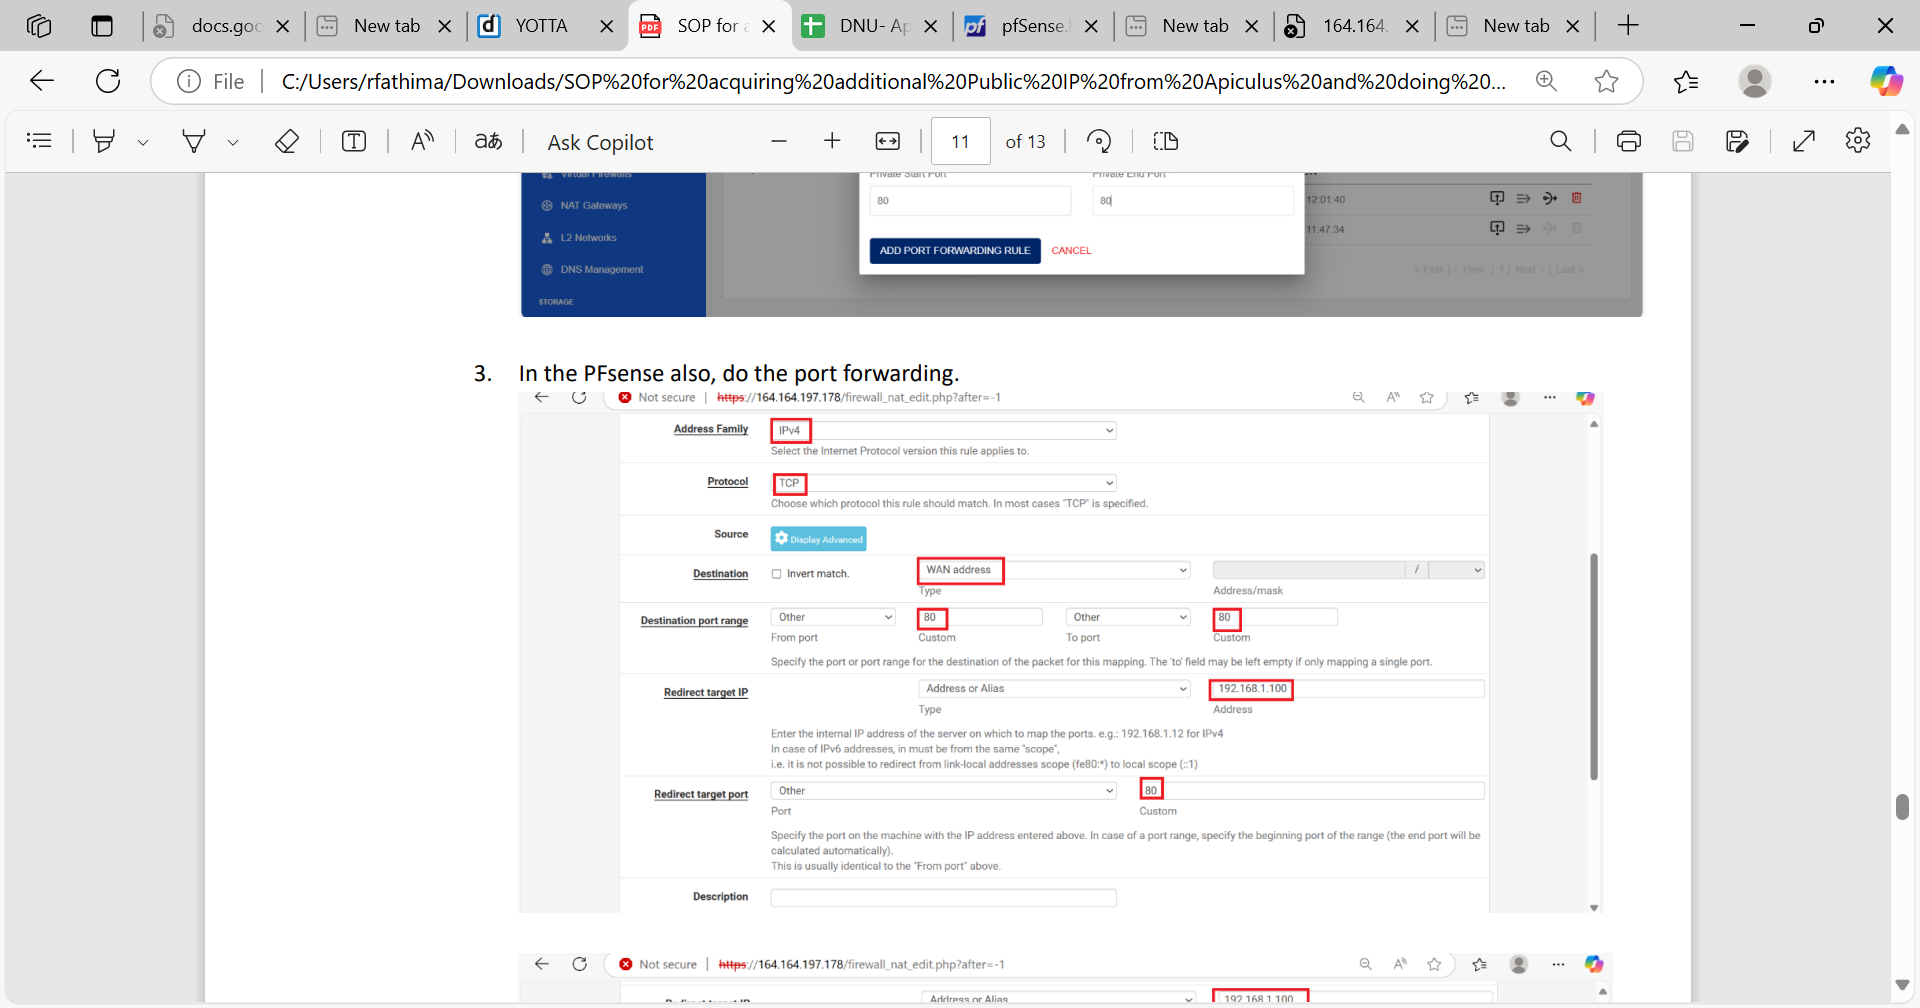 docs.goo
New tab
YOTTA
SOP for a
DNU- Ap
pfSense.
New tab
164.164.
New tab
File
C:/Users/rfathima/Downloads/SOP%20for%20acquiring%20additional%20Public%20IP%20from%20Apiculus%20and%20doing%20...
Ask Copilot
11
of 13
Virtual Firewalls
Private Start Port
Private End Port
NAT Gateways
80
80
12:01:40
L2 Networks
11:47:34
ADD PORT FORWARDING RULE
CANCEL
DNS Management
< First | < Prev | 1 | Next > | Last >
STORAGE
3. In the PFsense also, do the port forwarding.
Not secure | https://164.164.197.178/firewall_nat_edit.php?after=-1
Address Family
IPv4
Select the Internet Protocol version this rule applies to.
Protocol
TCP
Choose which protocol this rule should match. In most cases "TCP" is specified.
Source
Display Advanced
Destination
Invert match.
WAN address
/
Type
Address/mask
Destination port range
Other
80
Other
80
From port
Custom
To port
Custom
Specify the port or port range for the destination of the packet for this mapping. The 'to' field may be left empty if only mapping a single port.
Redirect target IP
Address or Alias
192.168.1.100
Type
Address
Enter the internal IP address of the server on which to map the ports. e.g.: 192.168.1.12 for IPv4
In case of IPv6 addresses, in must be from the same "scope",
i.e. it is not possible to redirect from link-local addresses scope (fe80:*) to local scope (::1)
Redirect target port
Other
80
Port
Custom
Specify the port on the machine with the IP address entered above. In case of a port range, specify the beginning port of the range (the end port will be
calculated automatically).
This is usually identical to the "From port" above.
Description
Not secure | https://164.164.197.178/firewall_nat_edit.php?after=-1
Redirect target IP
Address or Alias
192.168.1.100